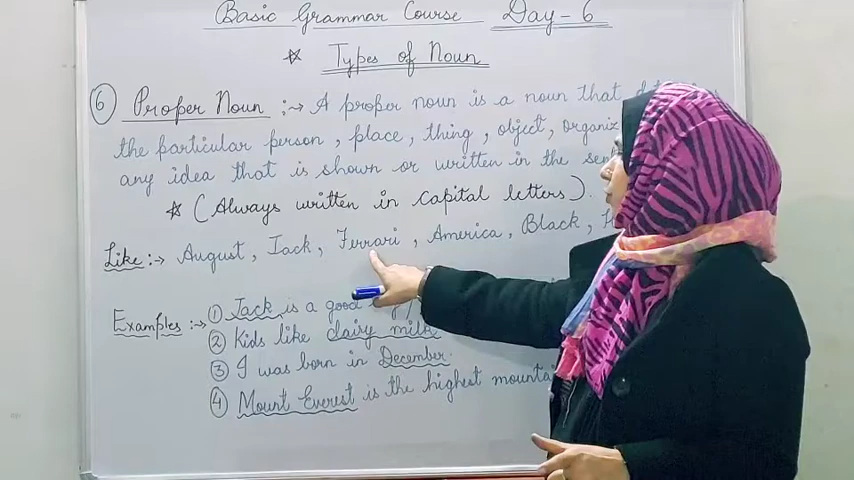 Basic Grammar Course Day-6
☆ Types of Noun
⑥ Proper Noun :→ A proper noun is a noun that
the particular person, place, thing, object,
any idea that is shown or written in the
☆ (Always written in capital letters).
Like :→ August, Jack, Ferrari, America, Black,
Examples :→ ① Jack is a good
② Kids like dairy milk
③ I was born in December.
④ Mount Everest is the highest